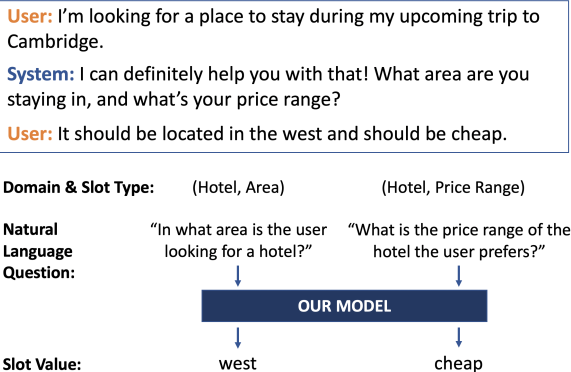 User: I'm looking for a place to stay during my upcoming trip to
Cambridge.
System: I can definitely help you with that! What area are you
staying in, and what's your price range?
User: It should be located in the west and should be cheap.
Domain & Slot Type: (Hotel, Area) (Hotel, Price Range)
Natural Language Question:
“In what area is the user
looking for a hotel?”
“What is the price range of the
hotel the user prefers?”
OUR MODEL
Slot Value: west cheap